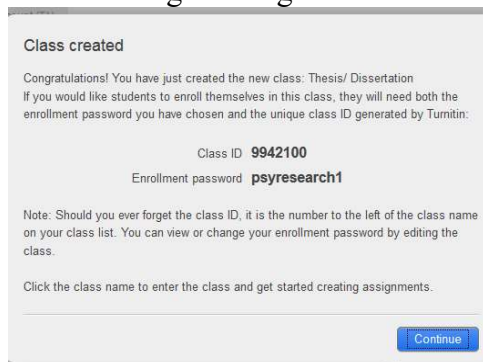 Class created
Congratulations! You have just created the new class: Thesis/ Dissertation
If you would like students to enroll themselves in this class, they will need both the
enrollment password you have chosen and the unique class ID generated by Turnitin:
Class ID 9942100
Enrollment password psyresearch1
Note: Should you ever forget the class ID, it is the number to the left of the class name
on your class list. You can view or change your enrollment password by editing the
class.
Click the class name to enter the class and get started creating assignments.
Continue